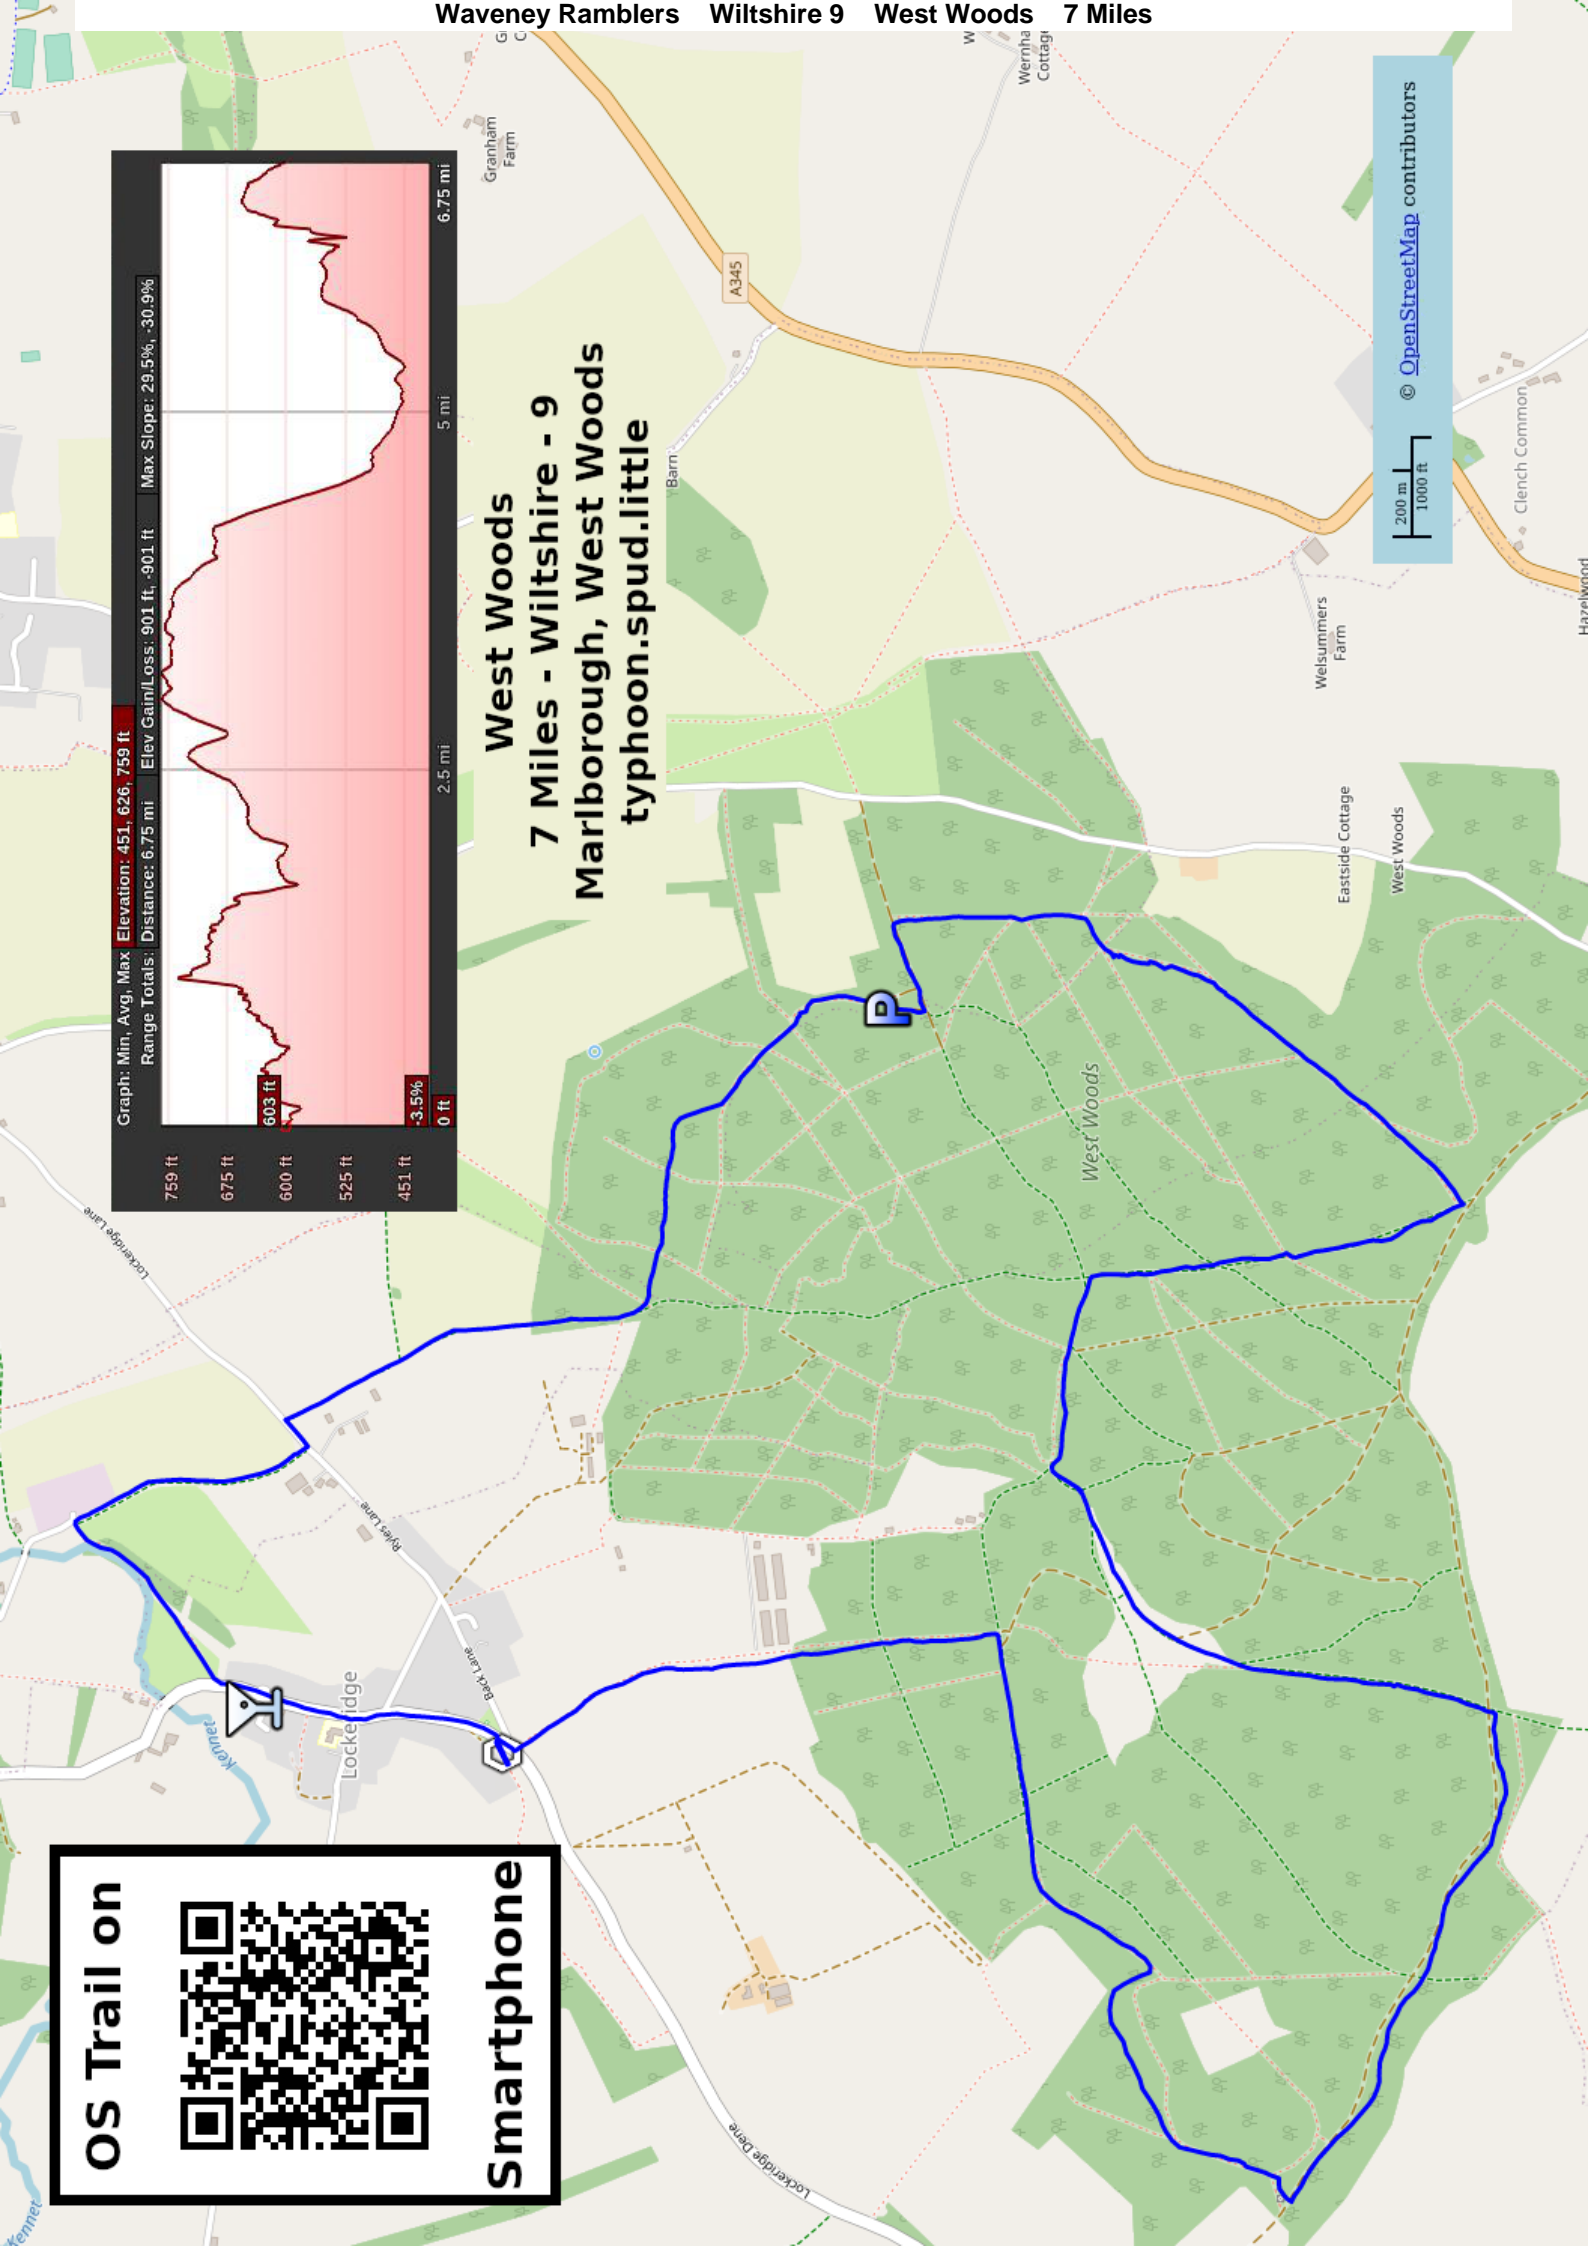 Waveney Ramblers Wiltshire 9 West Woods 7 Miles
Graph: Min, Avg, Max Elevation: 451, 626, 759 ft
Range Totals: Distance: 6.75 mi Elev Gain/Loss: 901 ft, -901 ft Max Slope: 29.5%, -30.9%
759 ft
675 ft
600 ft
525 ft
451 ft
603 ft
-3.5%
0 ft
2.5 mi
5 mi
6.75 mi
West Woods
7 Miles - Wiltshire - 9
Marlborough, West Woods
typhoon.spud.little
OS Trail on
Smartphone
© OpenStreetMap contributors
200 m
1000 ft
Granham
Farm
Cottage
A345
Barn
Clench Common
Welsummers
Farm
Hazelwood
Eastside Cottage
West Woods
West Woods
P
Lockeridge Lane
Ryles Lane
Back Lane
Lockeridge
Kennet
Kennet
Lockeridge Dene